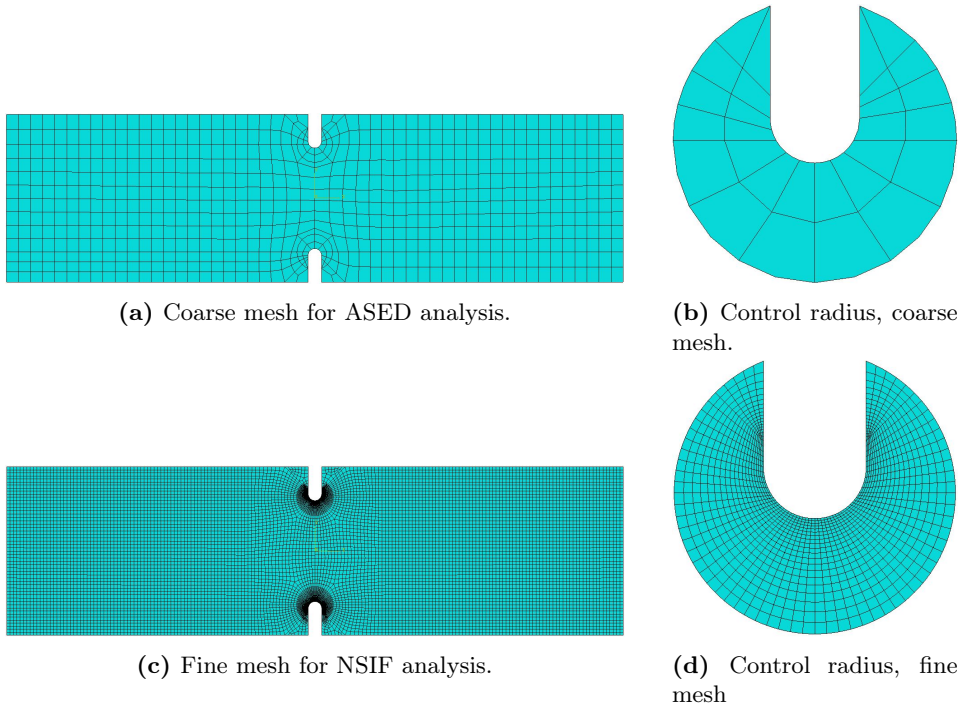 (a) Coarse mesh for ASED analysis.
(b) Control radius, coarse
mesh.
(c) Fine mesh for NSIF analysis.
(d) Control radius, fine
mesh